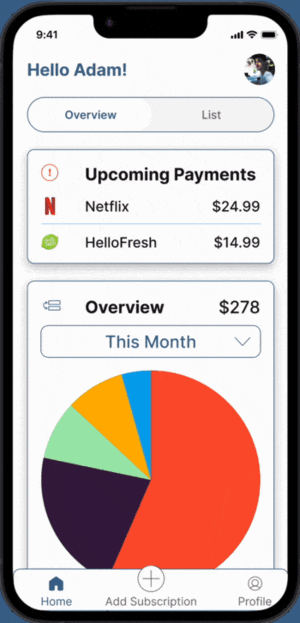 9:41
Hello Adam!
Overview List
Upcoming Payments
N Netflix $24.99
HelloFresh $14.99
Overview $278
This Month
Home Add Subscription Profile